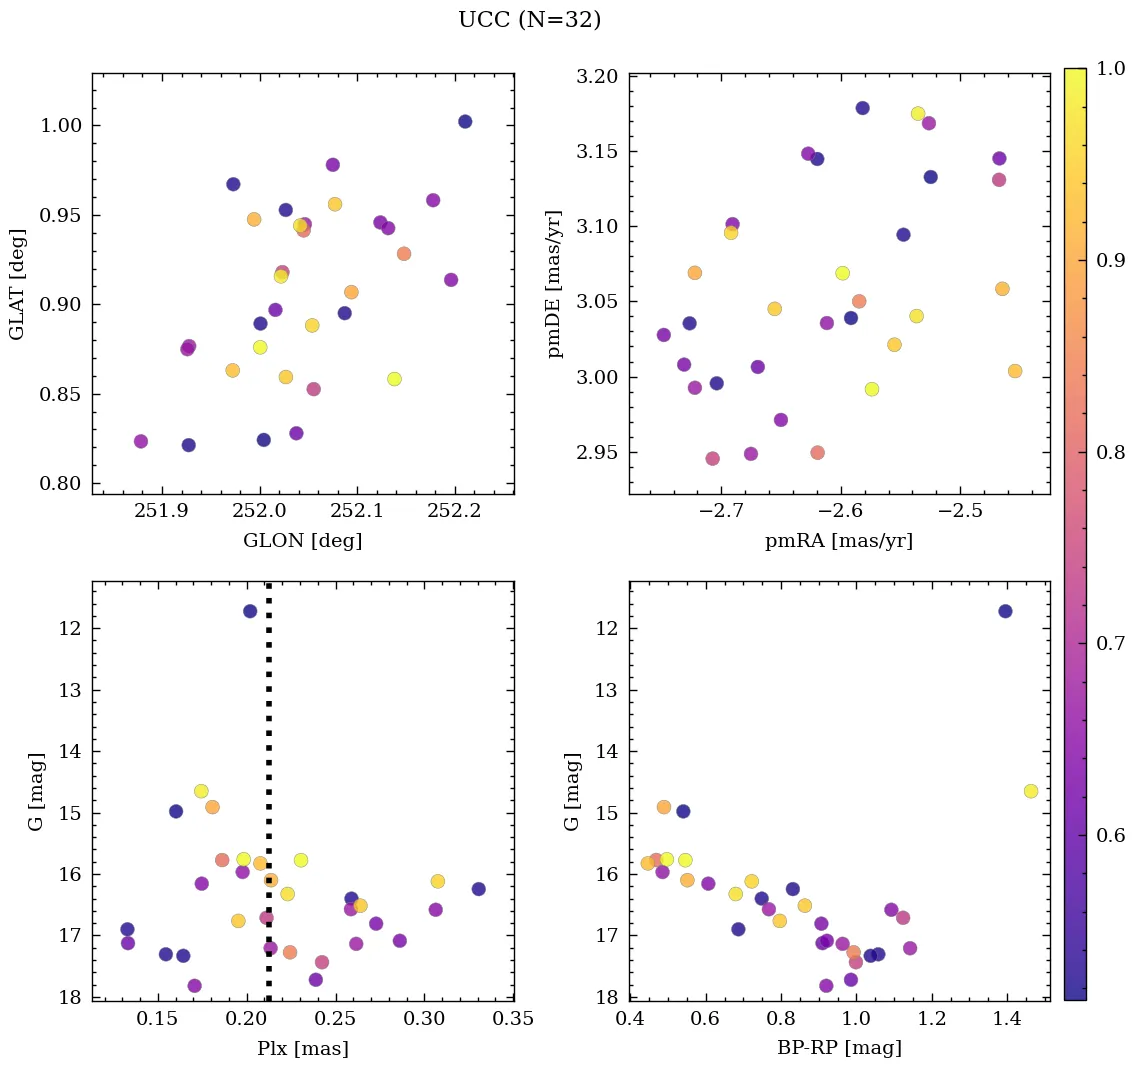 UCC (N=32)
1.00
0.95
0.90
0.85
0.80
GLAT [deg]
251.9 252.0 252.1 252.2
GLON [deg]
3.20
3.15
3.10
3.05
3.00
2.95
pmDE [mas/yr]
−2.7 −2.6 −2.5
pmRA [mas/yr]
12
13
14
15
16
17
18
G [mag]
0.15 0.20 0.25 0.30 0.35
Plx [mas]
12
13
14
15
16
17
18
G [mag]
0.4 0.6 0.8 1.0 1.2 1.4
BP-RP [mag]
1.0
0.9
0.8
0.7
0.6